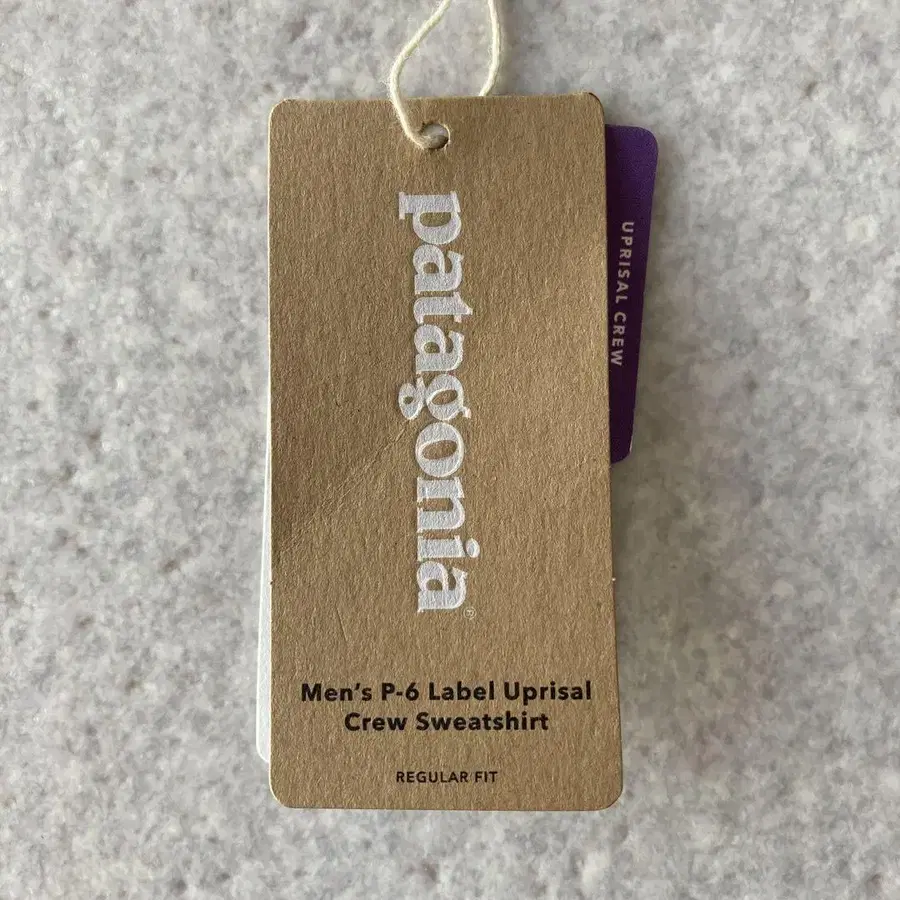 patagonia®
Men's P-6 Label Uprisal
Crew Sweatshirt
REGULAR FIT
UPRISAL CREW